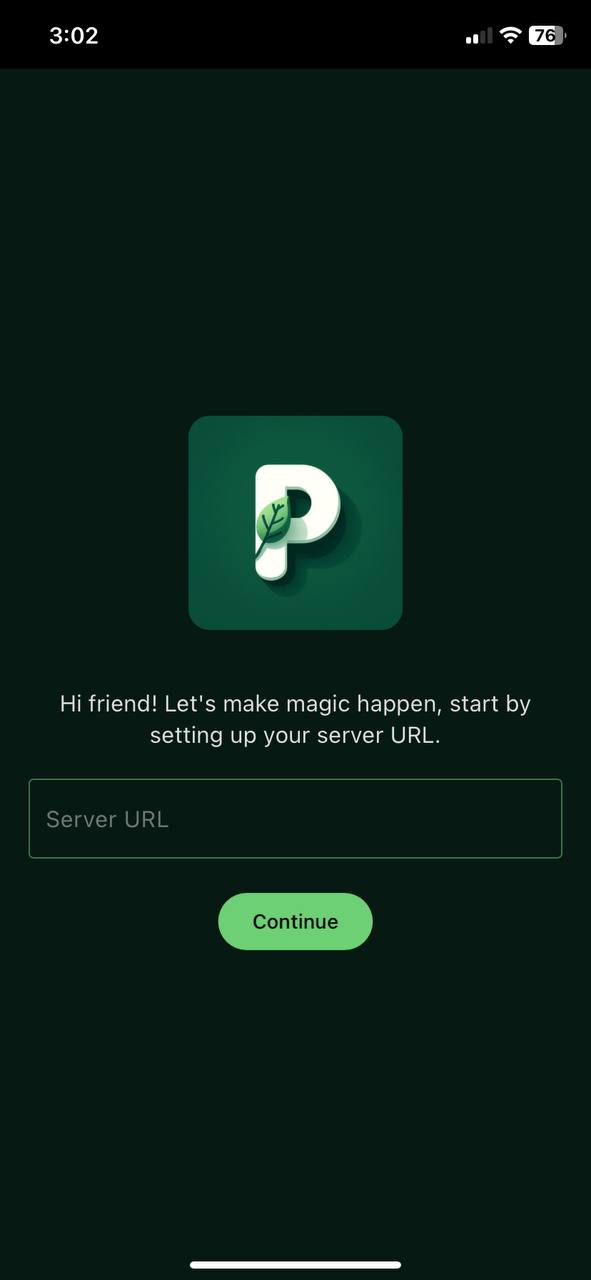 3:02
76
P
Hi friend! Let's make magic happen, start by
setting up your server URL.
Server URL
Continue